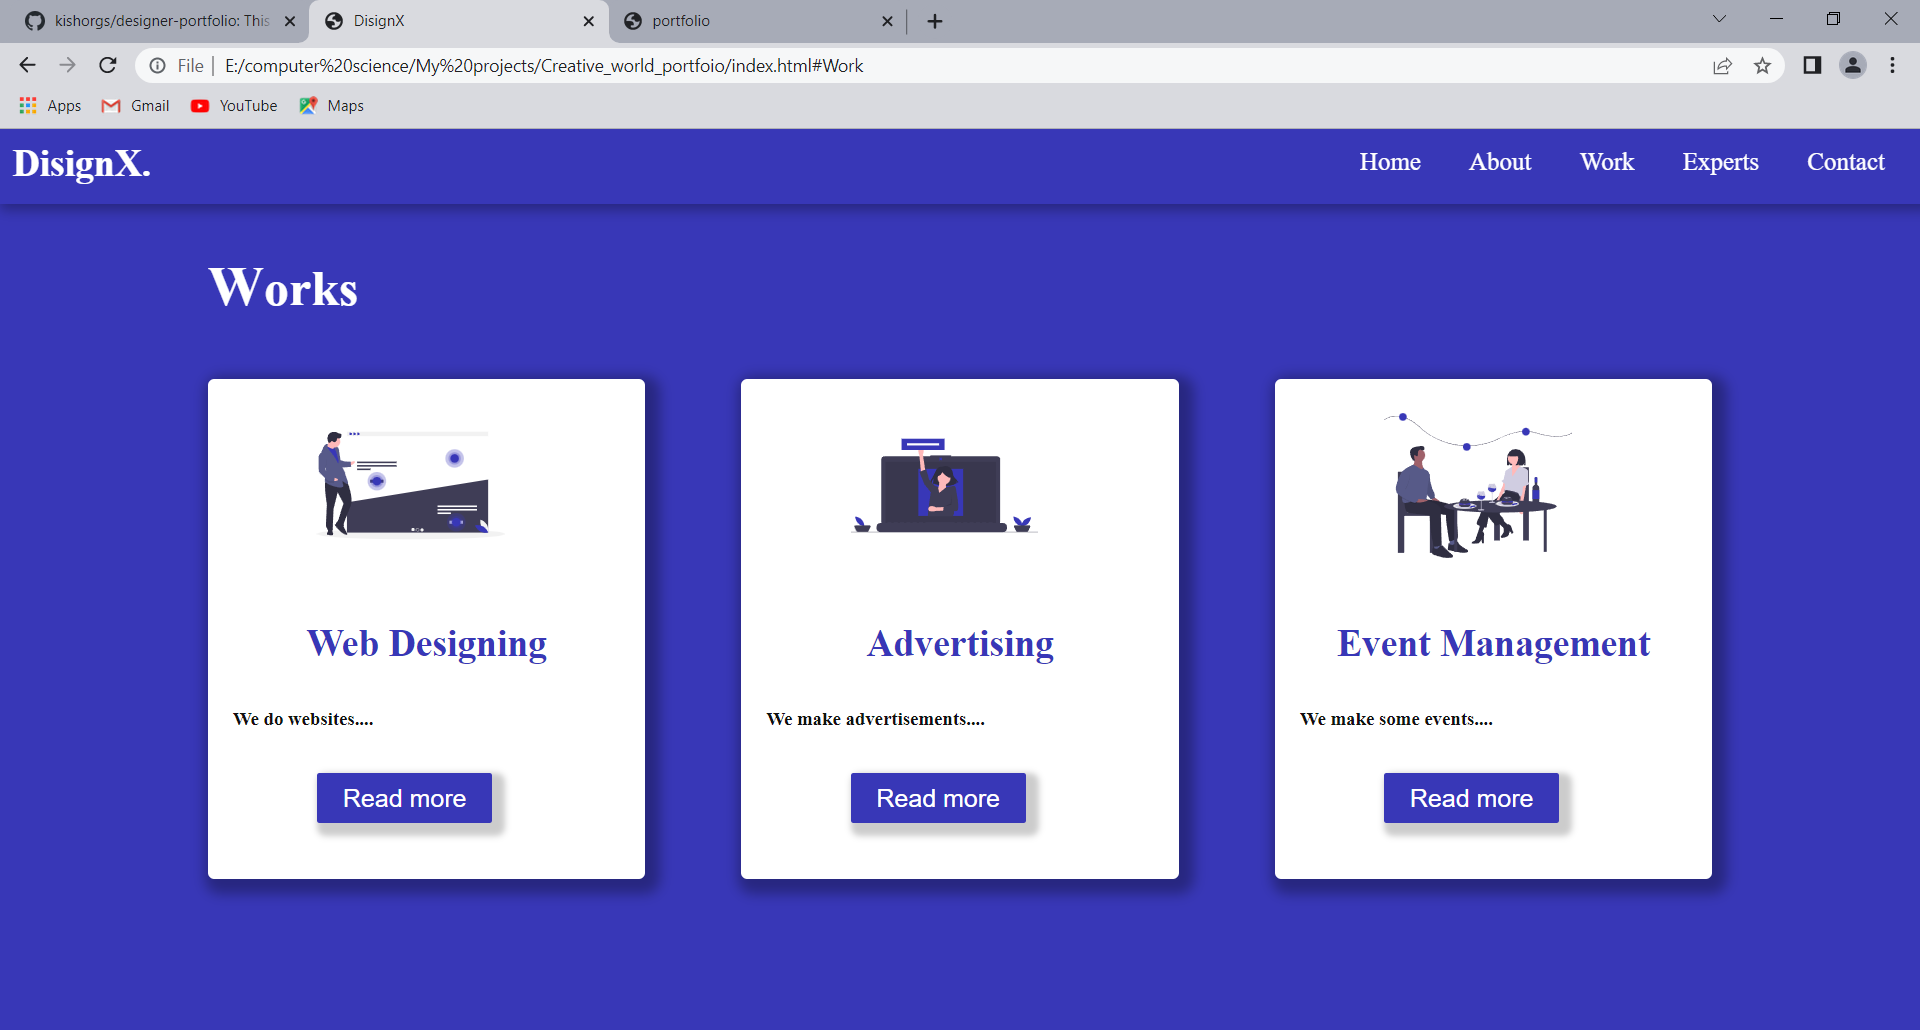 kishorgs/designer-portfolio: This
DisignX
portfolio
File | E:/computer%20science/My%20projects/Creative_world_portfoio/index.html#Work
Apps
Gmail
YouTube
Maps
DisignX.
Home
About
Work
Experts
Contact
Works
Web Designing
Advertising
Event Management
We do websites....
We make advertisements....
We make some events....
Read more
Read more
Read more